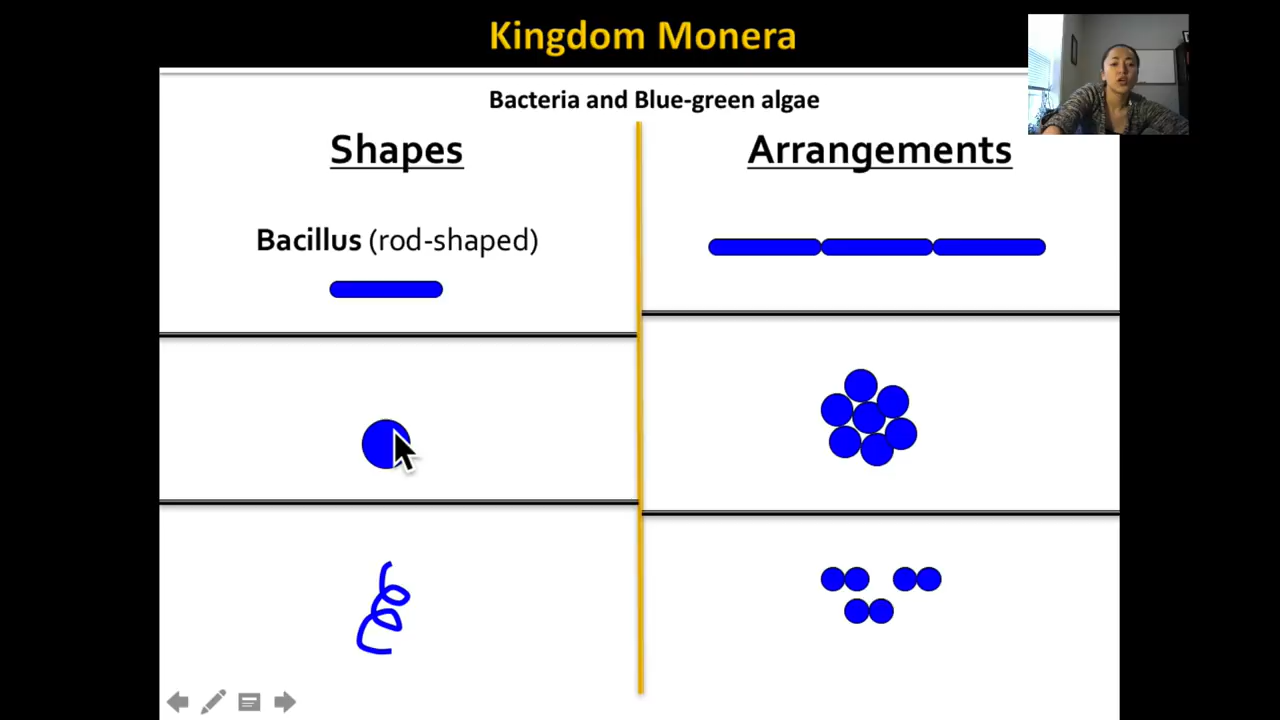 Kingdom Monera
Bacteria and Blue-green algae
Shapes
Arrangements
Bacillus (rod-shaped)